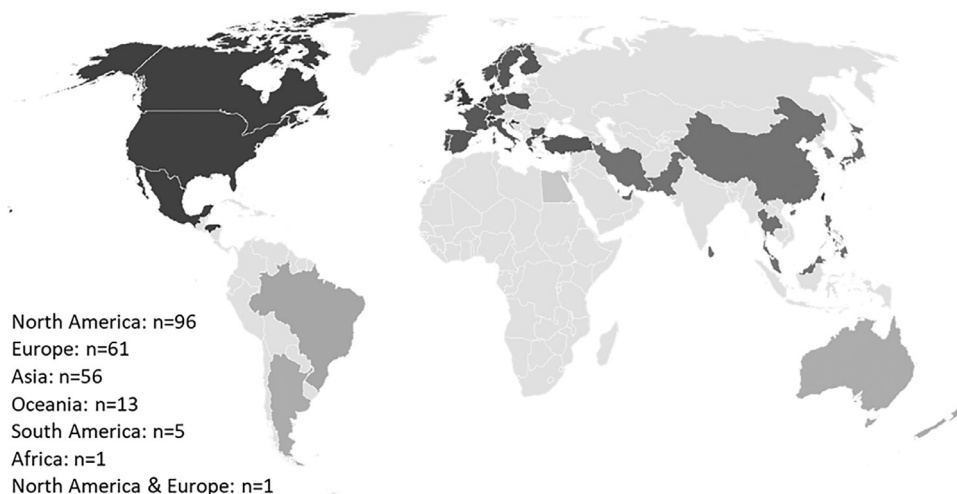 North America: n=96
Europe: n=61
Asia: n=56
Oceania: n=13
South America: n=5
Africa: n=1
North America & Europe: n=1